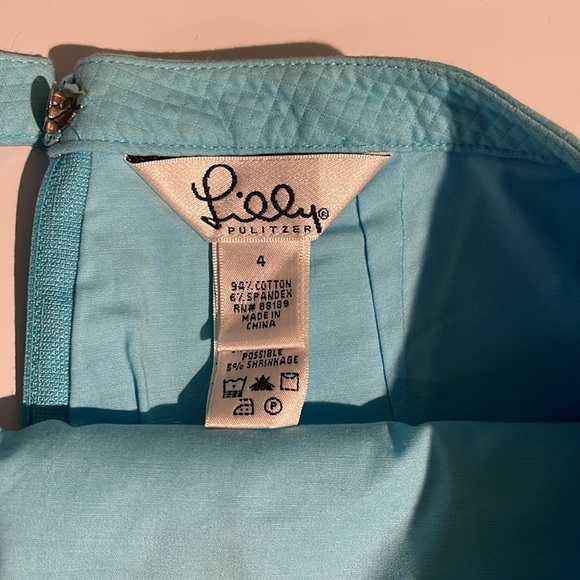 Lilly®
PULITZER
4
94% COTTON
6% SPANDEX
RN# 88189
MADE IN
CHINA
POSSIBLE
5% SHRINKAGE
P